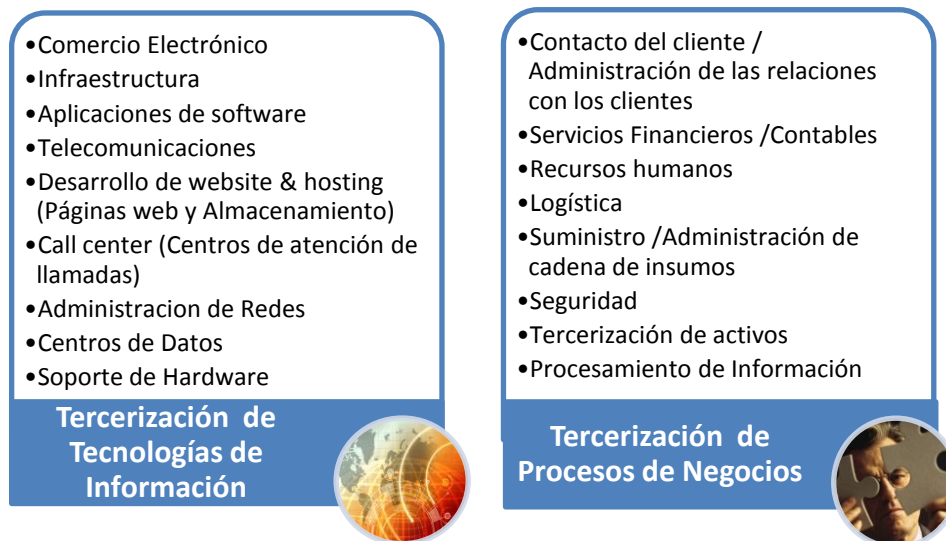 •Comercio Electrónico
•Infraestructura
•Aplicaciones de software
•Telecomunicaciones
•Desarrollo de website & hosting
(Páginas web y Almacenamiento)
•Call center (Centros de atención de
llamadas)
•Administracion de Redes
•Centros de Datos
•Soporte de Hardware
Tercerización de
Tecnologías de
Información
•Contacto del cliente /
Administración de las relaciones
con los clientes
•Servicios Financieros /Contables
•Recursos humanos
•Logística
•Suministro /Administración de
cadena de insumos
•Seguridad
•Tercerización de activos
•Procesamiento de Información
Tercerización de
Procesos de Negocios